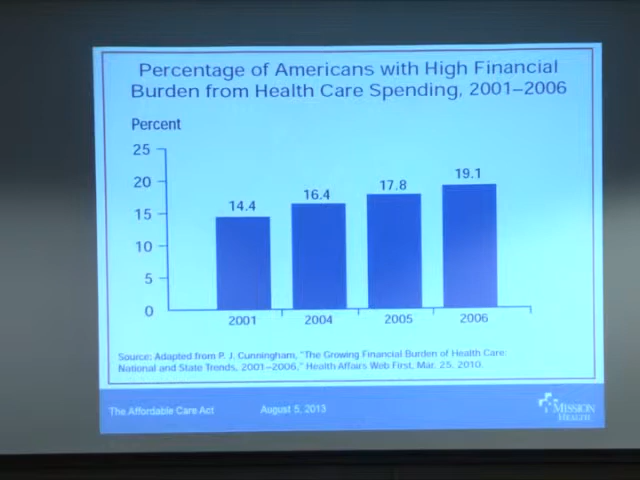 Percentage of Americans with High Financial
Burden from Health Care Spending, 2001–2006
Percent
25
20
15
10
5
0
14.4
16.4
17.8
19.1
2001
2004
2005
2006
Source: Adapted from P. J. Cunningham, "The Growing Financial Burden of Health Care:
National and State Trends, 2001–2006," Health Affairs Web First, Mar. 25, 2010.
The Affordable Care Act
August 5, 2013
MISSION
HEALTH